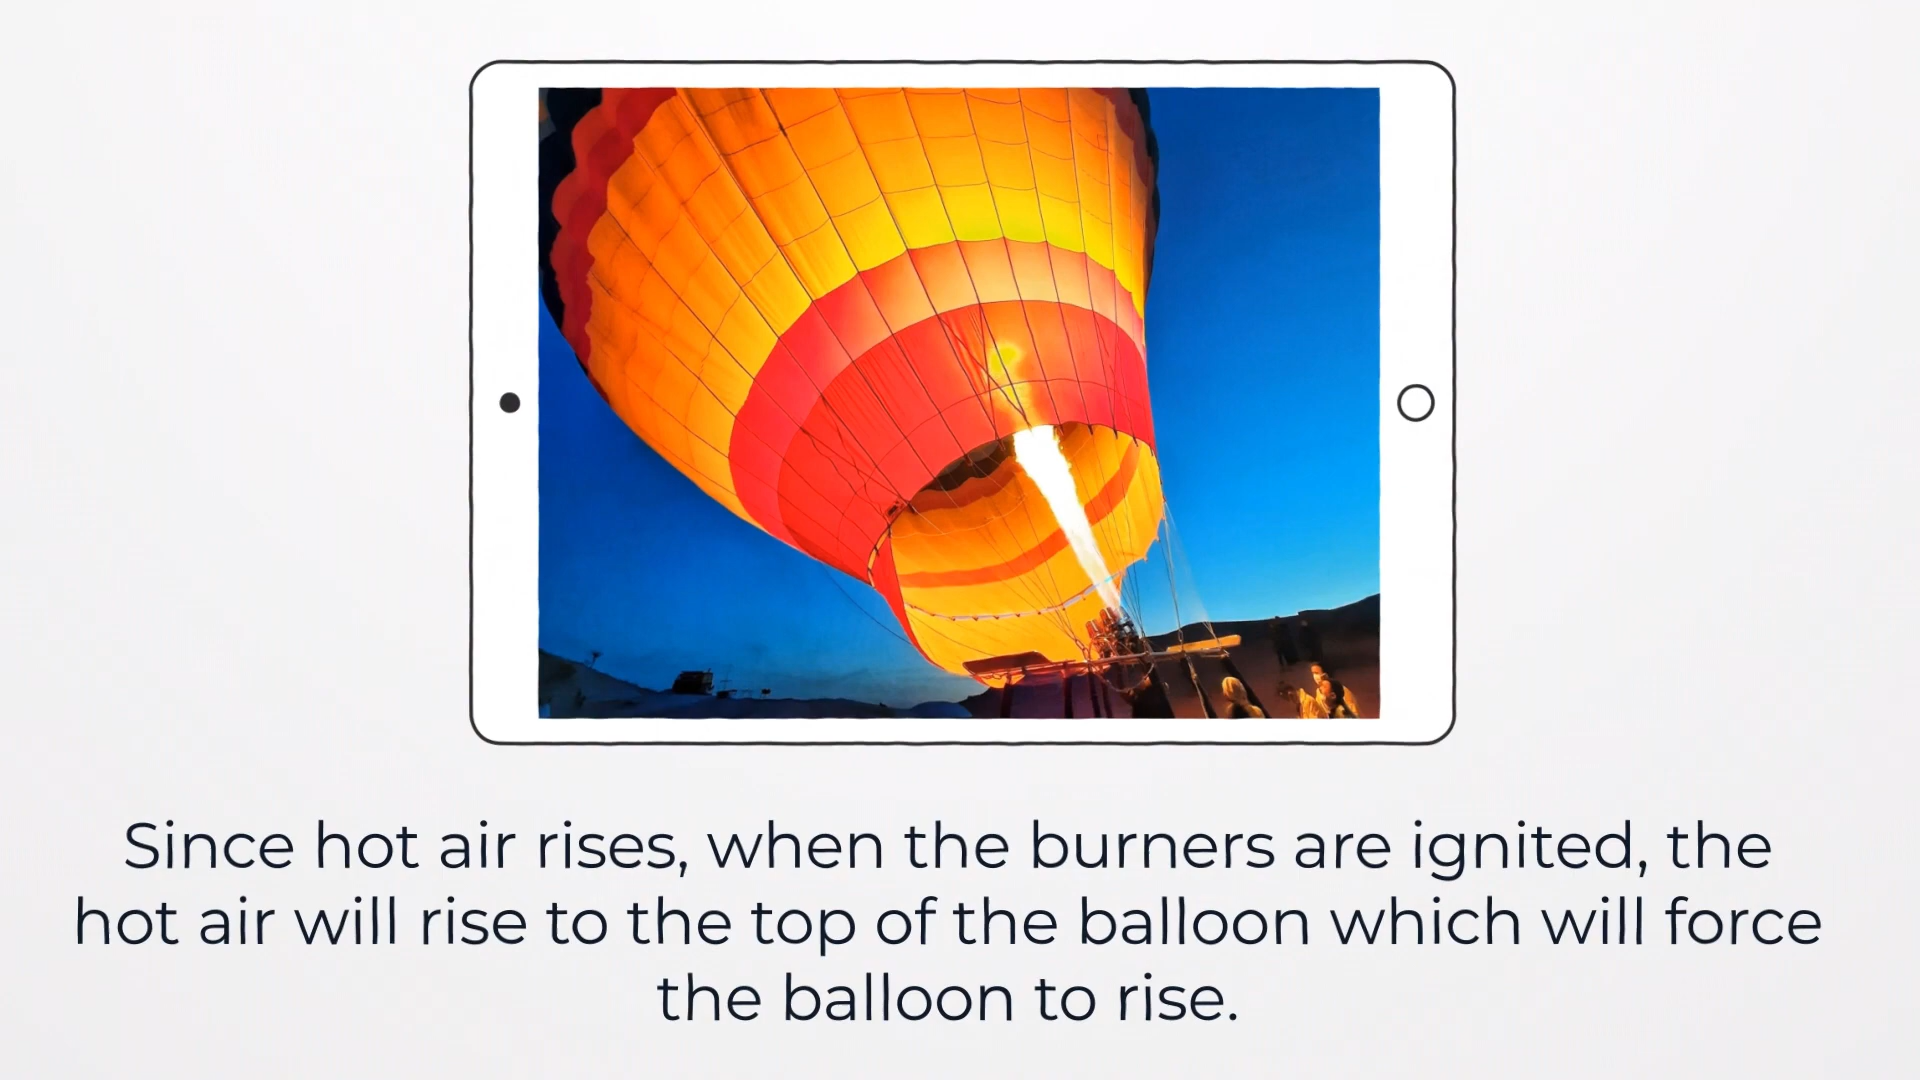 Since hot air rises, when the burners are ignited, the
hot air will rise to the top of the balloon which will force
the balloon to rise.